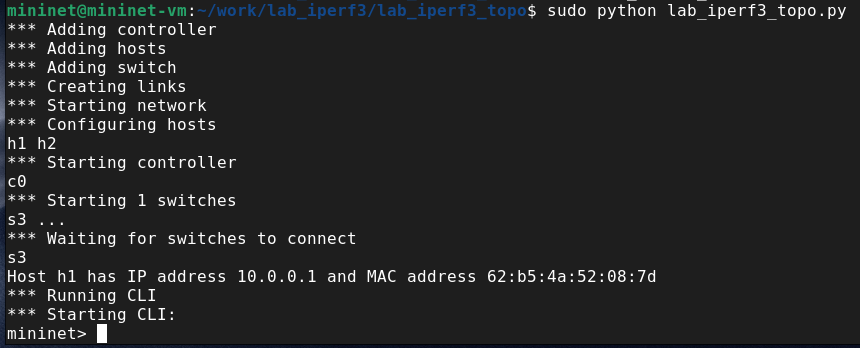 mininet@mininet-vm:~/work/lab_iperf3/lab_iperf3_topo$ sudo python lab_iperf3_topo.py
*** Adding controller
*** Adding hosts
*** Adding switch
*** Creating links
*** Starting network
*** Configuring hosts
h1 h2
*** Starting controller
c0
*** Starting 1 switches
s3 ...
*** Waiting for switches to connect
s3
Host h1 has IP address 10.0.0.1 and MAC address 62:b5:4a:52:08:7d
*** Running CLI
*** Starting CLI:
mininet>